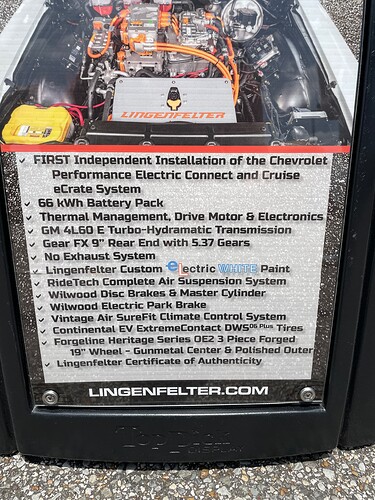 LINGENFELTER
✓ FIRST Independent Installation of the Chevrolet
Performance Electric Connect and Cruise
eCrate System
✓ 66 kWh Battery Pack
✓ Thermal Management, Drive Motor & Electronics
✓ GM 4L60 E Turbo-Hydramatic Transmission
✓ Gear FX 9" Rear End with 5.37 Gears
✓ No Exhaust System
✓ Lingenfelter Custom electric WHITE Paint
✓ RideTech Complete Air Suspension System
✓ Wilwood Disc Brakes & Master Cylinder
✓ Wilwood Electric Park Brake
✓ Vintage Air SureFit Climate Control System
✓ Continental EV ExtremeContact DWS06 Plus Tires
✓ Forgeline Heritage Series OE2 3 Piece Forged
19" Wheel - Gunmetal Center & Polished Outer
✓ Lingenfelter Certificate of Authenticity
LINGENFELTER.COM